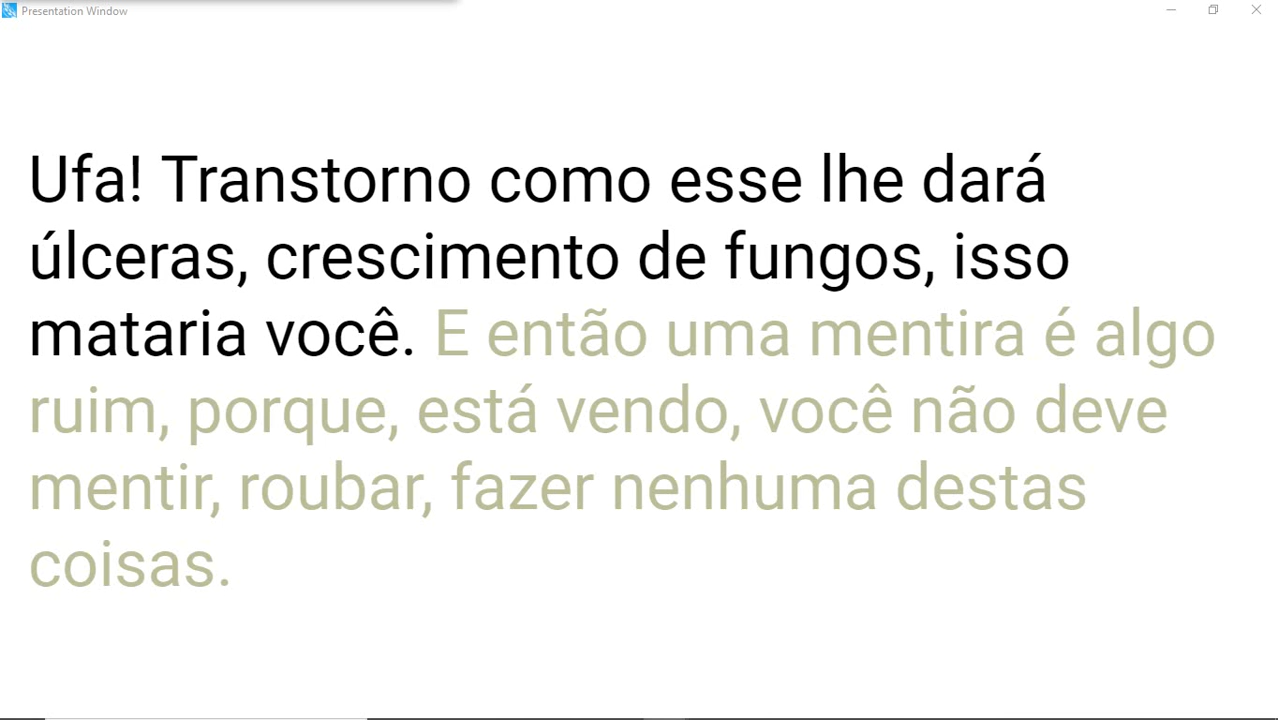 Presentation Window
Ufa! Transtorno como esse lhe dará
úlceras, crescimento de fungos, isso
mataria você. E então uma mentira é algo
ruim, porque, está vendo, você não deve
mentir, roubar, fazer nenhuma destas
coisas.